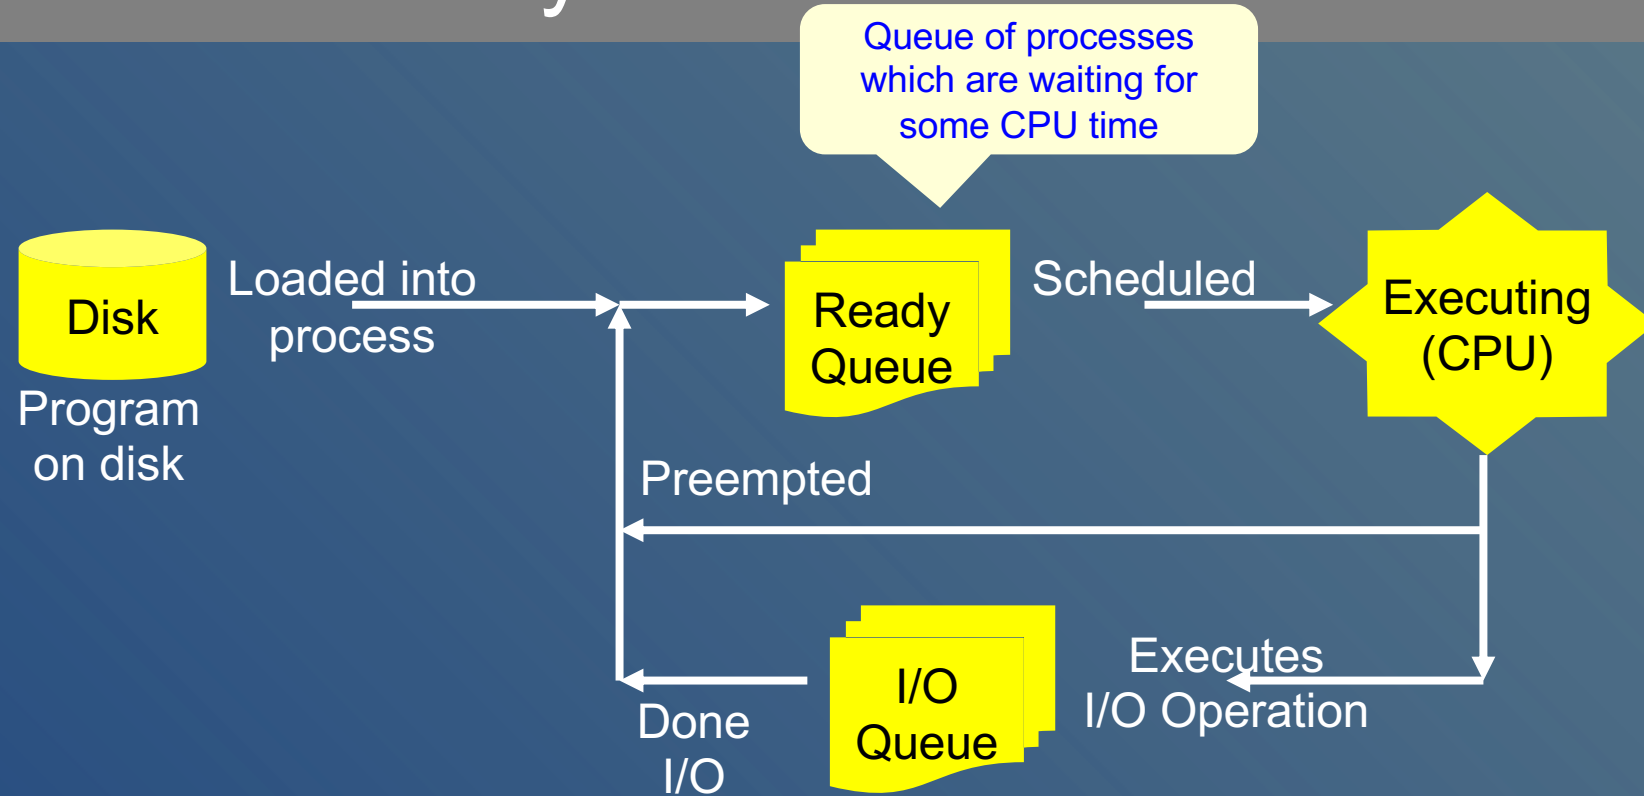 Queue of processes
which are waiting for
some CPU time
Disk
Program
on disk
Loaded into
process
Ready
Queue
Scheduled
Executing
(CPU)
Preempted
Executes
I/O Operation
I/O
Queue
Done
I/O